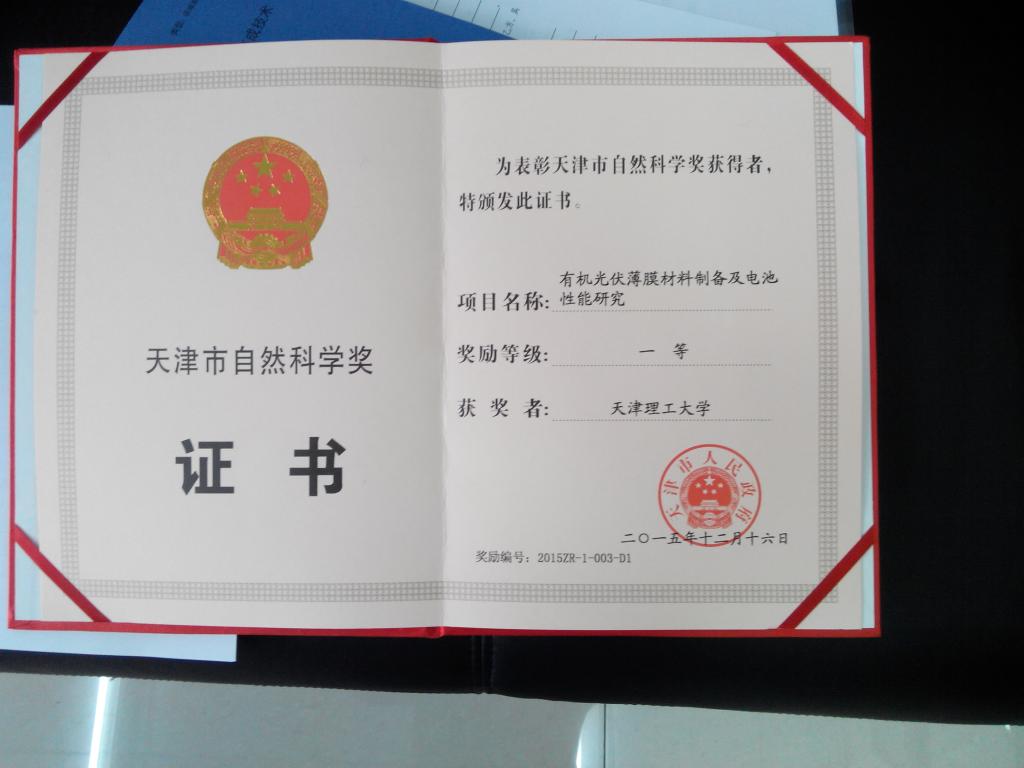 成技术
天津市自然科学奖
证 书
为表彰天津市自然科学奖获得者，
特颁发此证书。
项目名称:
有机光伏薄膜材料制备及电池
性能研究
奖励等级: 一 等
获 奖 者: 天津理工大学
天津市人民政府
二〇一五年十二月十六日
奖励编号：2015ZR-1-003-D1